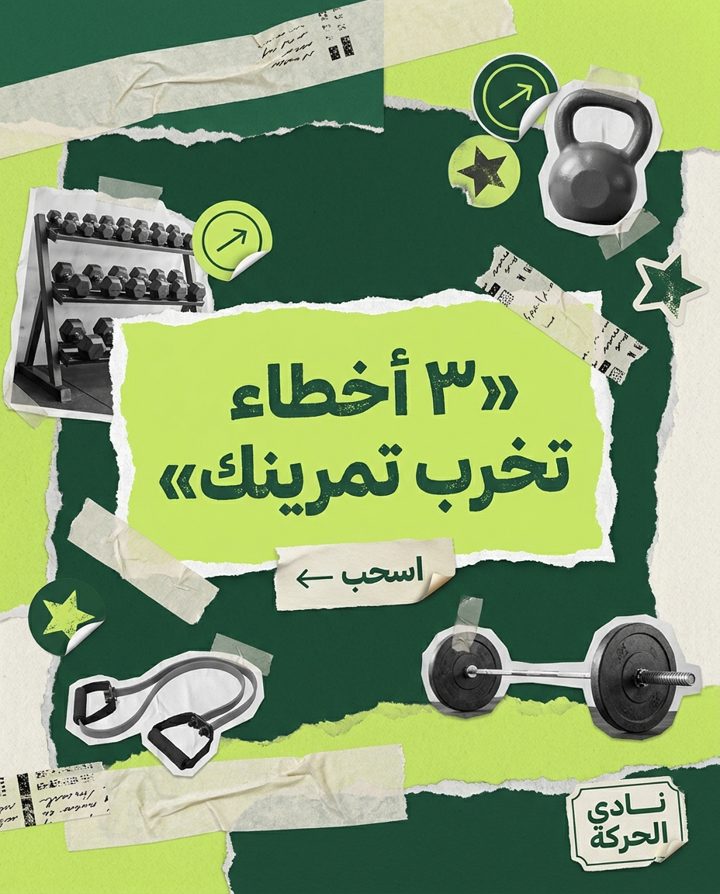 «٣ أخطاء
تخرب تمرينك»
اسحب ←
نادي
الحركة